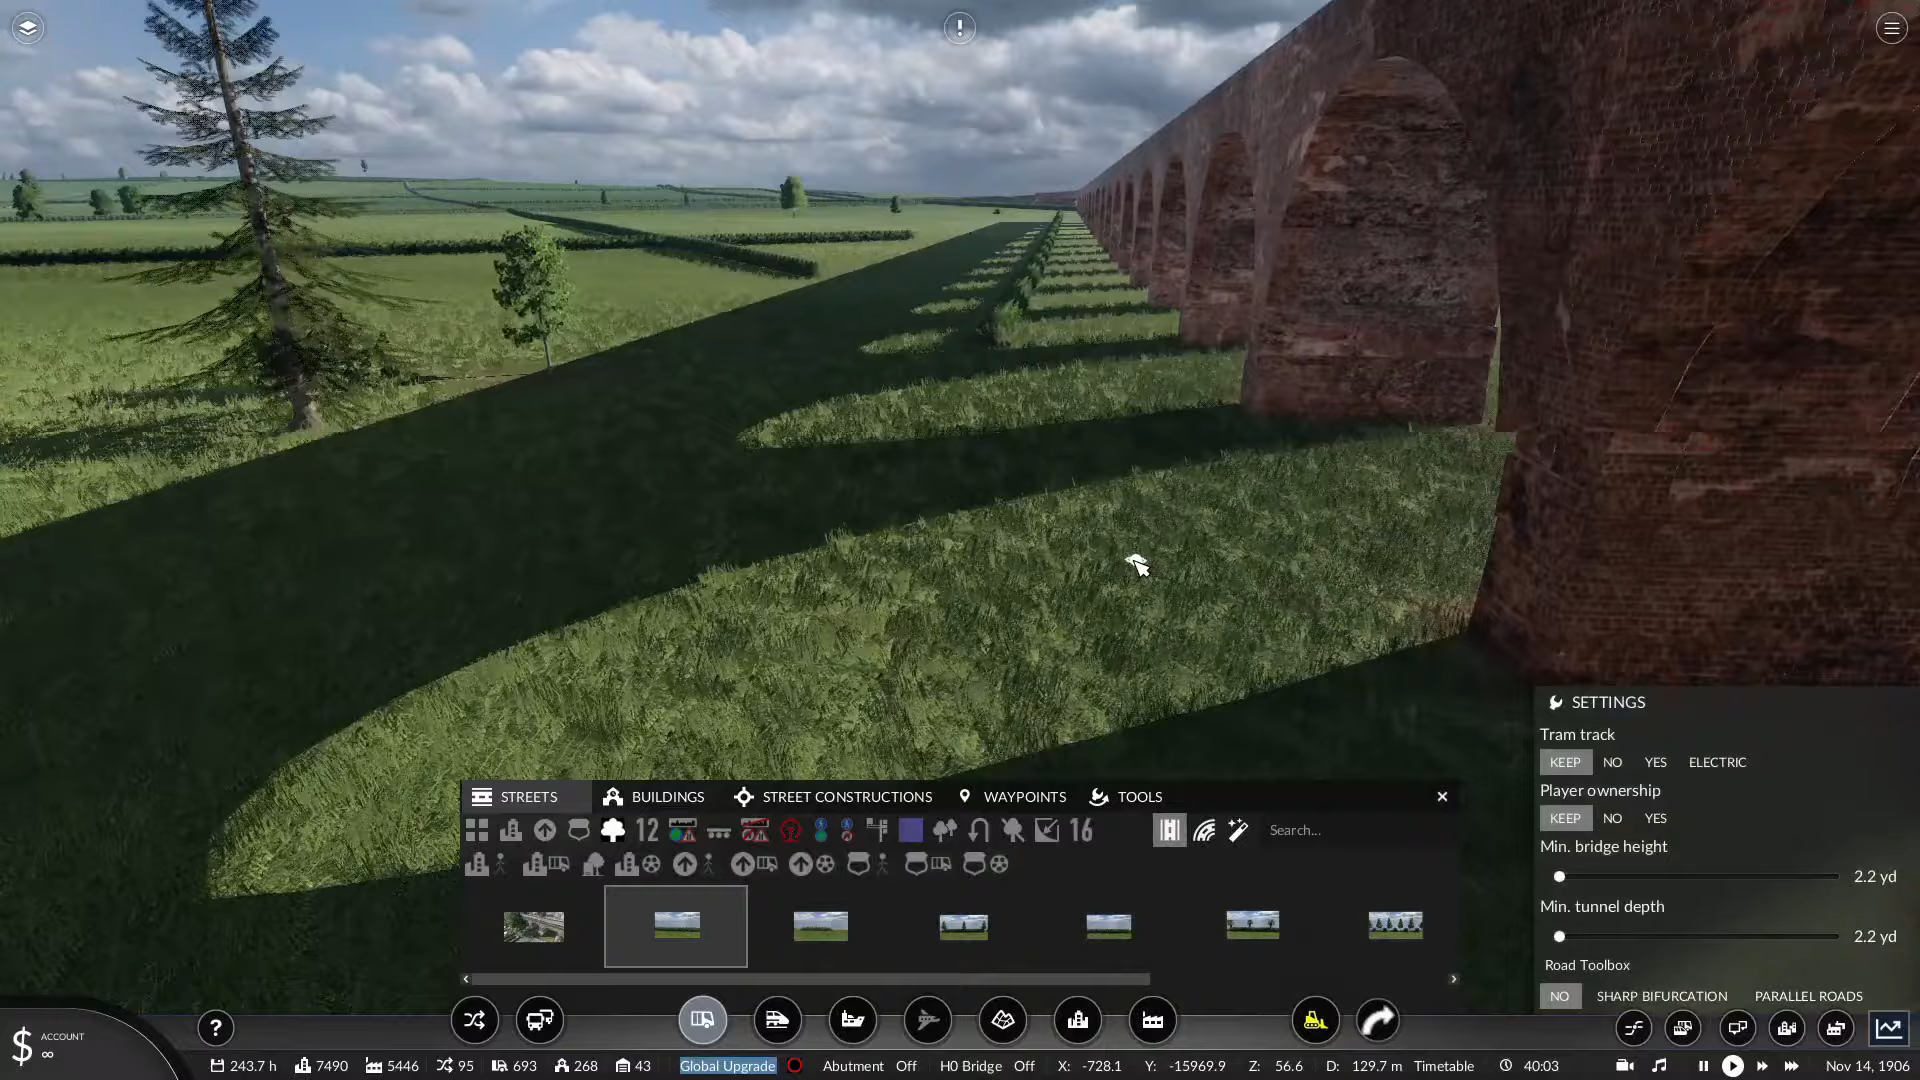 STREETS BUILDINGS STREET CONSTRUCTIONS WAYPOINTS TOOLS
12 16 Search...
SETTINGS
Tram track
KEEP NO YES ELECTRIC
Player ownership
KEEP NO YES
Min. bridge height
2.2 yd
Min. tunnel depth
2.2 yd
Road Toolbox
NO SHARP BIFURCATION PARALLEL ROADS
?
$ ACCOUNT
∞
243.7 h 7490 5446 95 693 268 43 Global Upgrade Abutment Off H0 Bridge Off X: -728.1 Y: -15969.9 Z: 56.6 D: 129.7 m Timetable 40:03 Nov 14, 1906